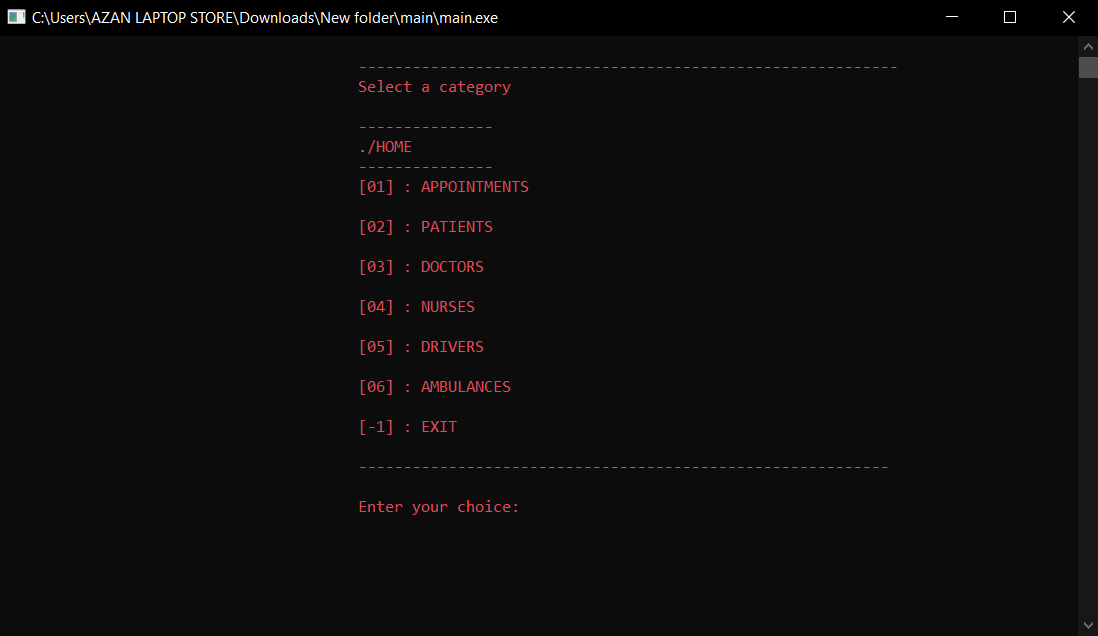 C:\Users\AZAN LAPTOP STORE\Downloads\New folder\main\main.exe
------------------------------------------------------------
Select a category
---------------
./HOME
---------------
[01] : APPOINTMENTS
[02] : PATIENTS
[03] : DOCTORS
[04] : NURSES
[05] : DRIVERS
[06] : AMBULANCES
[-1] : EXIT
-----------------------------------------------------------
Enter your choice: